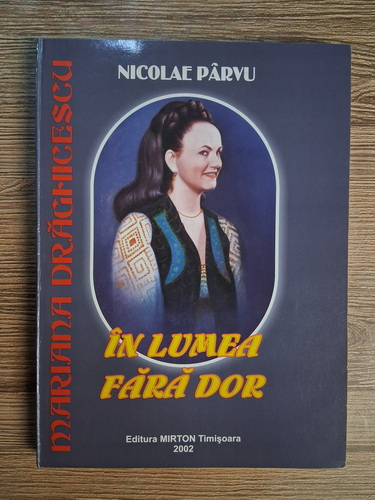 NICOLAE PÂRVU
MARIANA DRĂGHICESCU
ÎN LUMEA
FĂRĂ DOR
Editura MIRTON Timişoara
2002